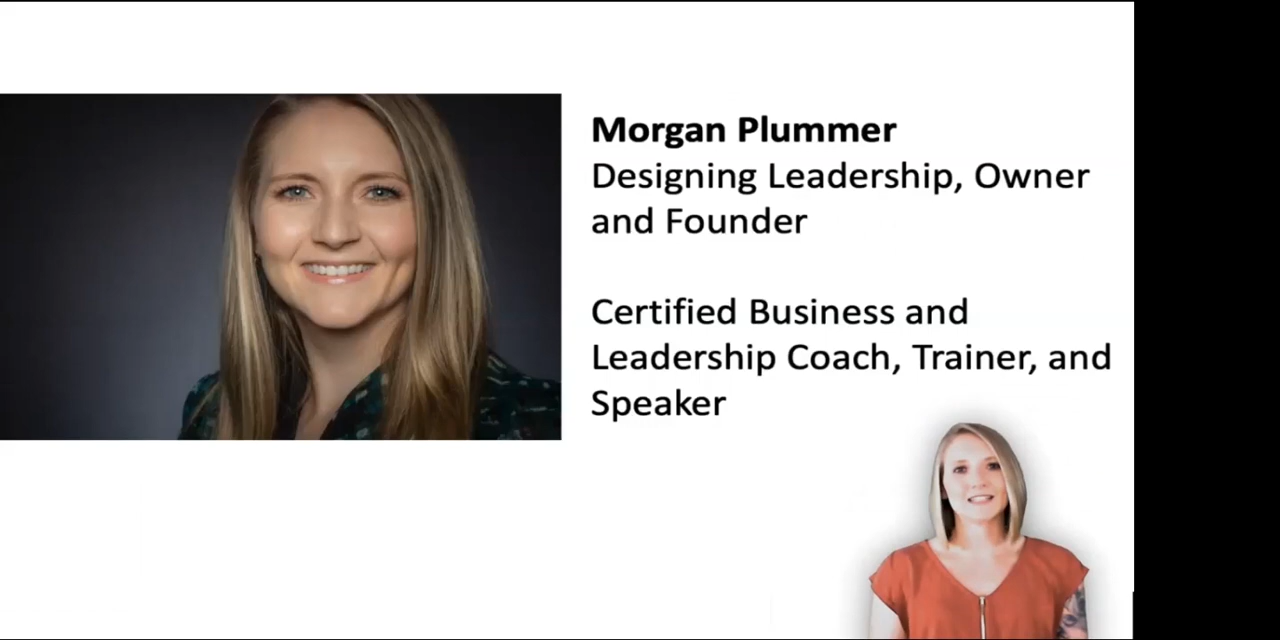 Morgan Plummer
Designing Leadership, Owner
and Founder
Certified Business and
Leadership Coach, Trainer, and
Speaker